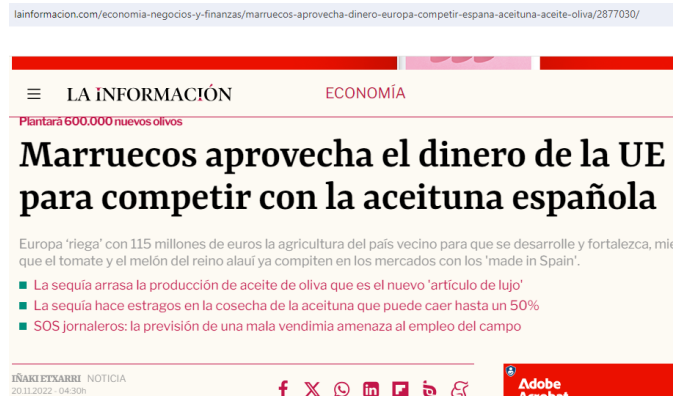 lainformacion.com/economia-negocios-y-finanzas/marruecos-aprovecha-dinero-europa-competir-espana-aceituna-aceite-oliva/2877030/
LA INFORMACIÓN
ECONOMÍA
Plantará 600.000 nuevos olivos
Marruecos aprovecha el dinero de la UE
para competir con la aceituna española
Europa ‘riega’ con 115 millones de euros la agricultura del país vecino para que se desarrolle y fortalezca, mie
que el tomate y el melón del reino alauí ya compiten en los mercados con los 'made in Spain'.
La sequía arrasa la producción de aceite de oliva que es el nuevo 'artículo de lujo'
La sequía hace estragos en la cosecha de la aceituna que puede caer hasta un 50%
SOS jornaleros: la previsión de una mala vendimia amenaza al empleo del campo
IÑAKI ETXARRI NOTICIA
20.11.2022 - 04:30h
Adobe
Acrobat